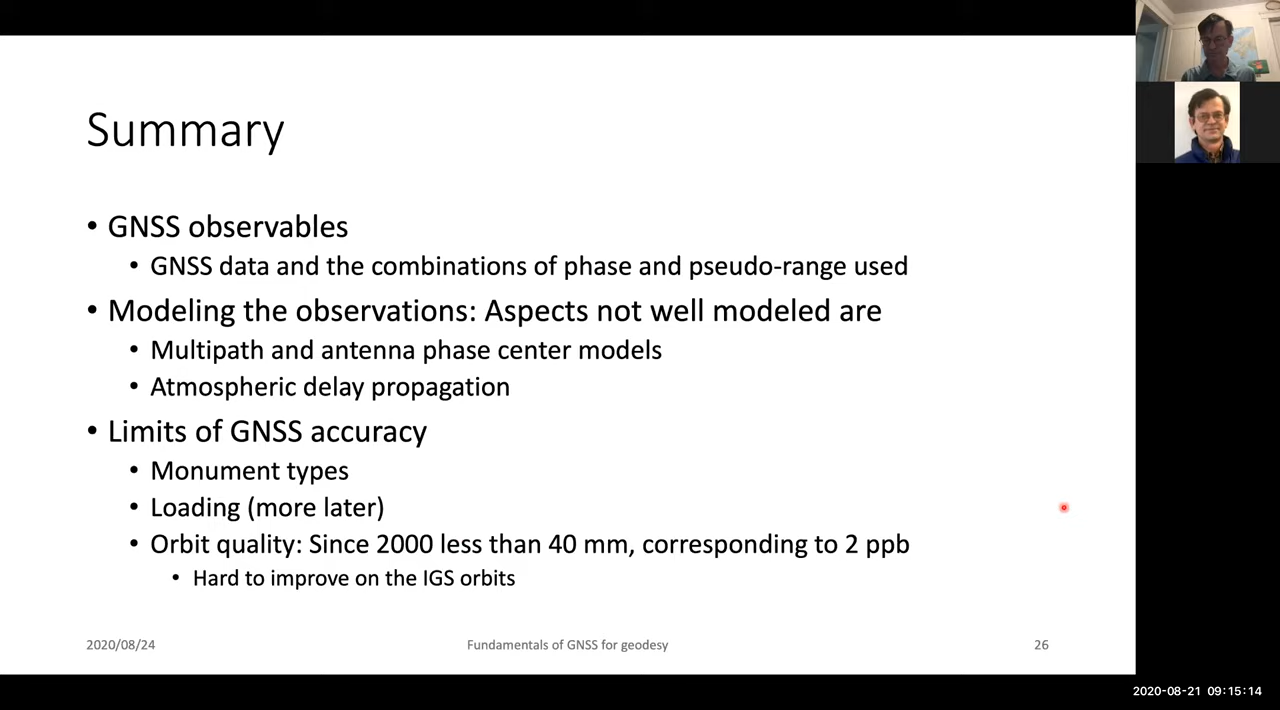 Summary
• GNSS observables
• GNSS data and the combinations of phase and pseudo-range used
• Modeling the observations: Aspects not well modeled are
• Multipath and antenna phase center models
• Atmospheric delay propagation
• Limits of GNSS accuracy
• Monument types
• Loading (more later)
• Orbit quality: Since 2000 less than 40 mm, corresponding to 2 ppb
• Hard to improve on the IGS orbits
2020/08/24
Fundamentals of GNSS for geodesy
26
2020-08-21 09:15:14